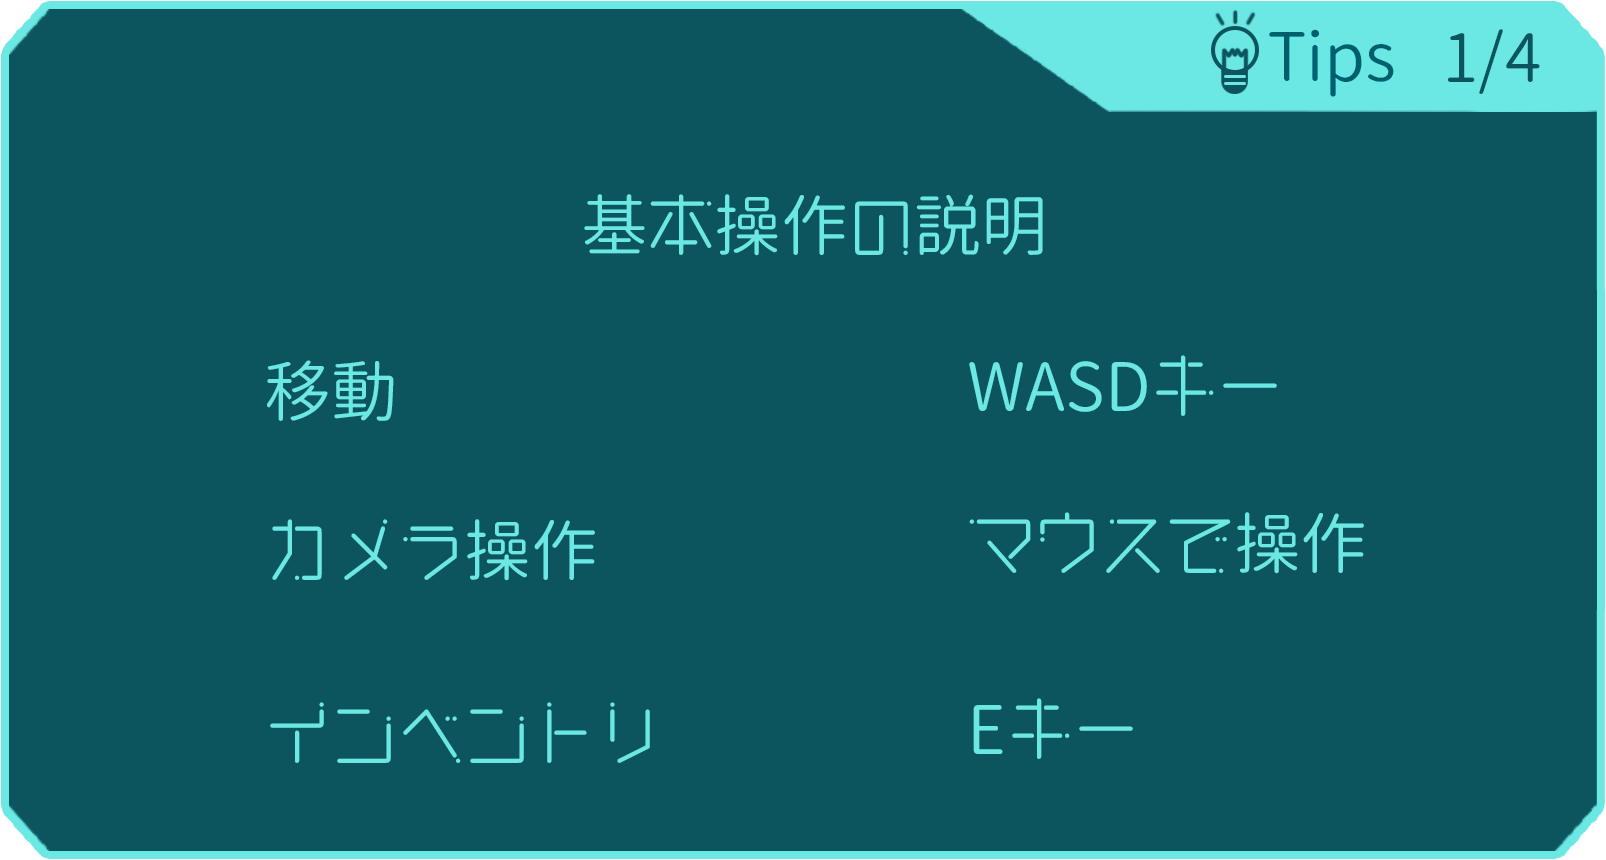 Tips 1/4
基本操作の説明
移動 WASDキー
カメラ操作 マウスで操作
インベントリ Eキー